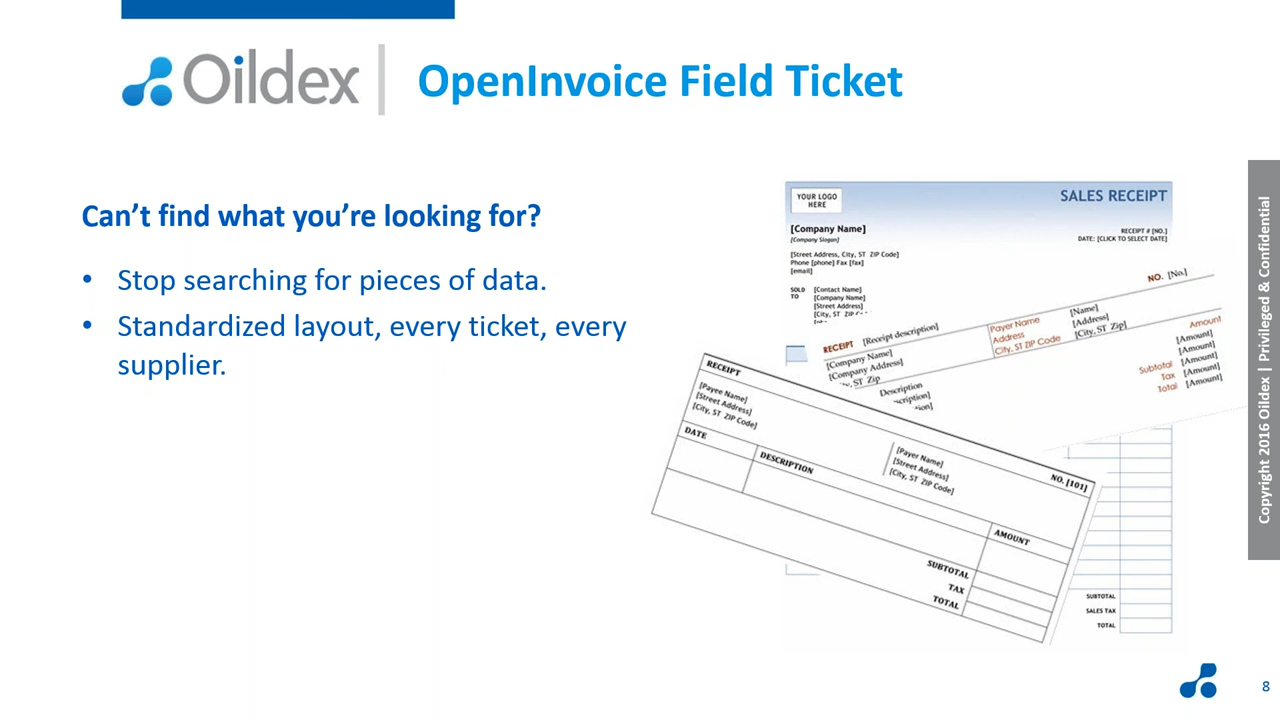 Oildex
OpenInvoice Field Ticket
Can’t find what you’re looking for?
• Stop searching for pieces of data.
• Standardized layout, every ticket, every
supplier.
YOUR LOGO
HERE
SALES RECEIPT
[Company Name]
[Company Slogan]
RECEIPT # [NO.]
DATE: [CLICK TO SELECT DATE]
[Street Address, City, ST ZIP Code]
Phone [phone] Fax [fax]
[email]
SOLD
TO
[Contact Name]
[Company Name]
[Street Address]
[City, ST ZIP C
NO. [No.]
RECEIPT [Receipt description]
[Company Name]
[Company Address]
, ST Zip
Payer Name
Address
City, ST ZIP Code
[Name]
[Address]
[City, ST Zip]
Description
Amount
[Amount]
[Amount]
Subtotal [Amount]
Tax [Amount]
Total [Amount]
RECEIPT
[Payee Name]
[Street Address]
[City, ST ZIP Code]
[Payer Name]
[Street Address]
[City, ST ZIP Code]
NO. [101]
DATE
DESCRIPTION
AMOUNT
SUBTOTAL
TAX
TOTAL
SUBTOTAL
SALES TAX
TOTAL
Copyright 2016 Oildex | Privileged & Confidential
8